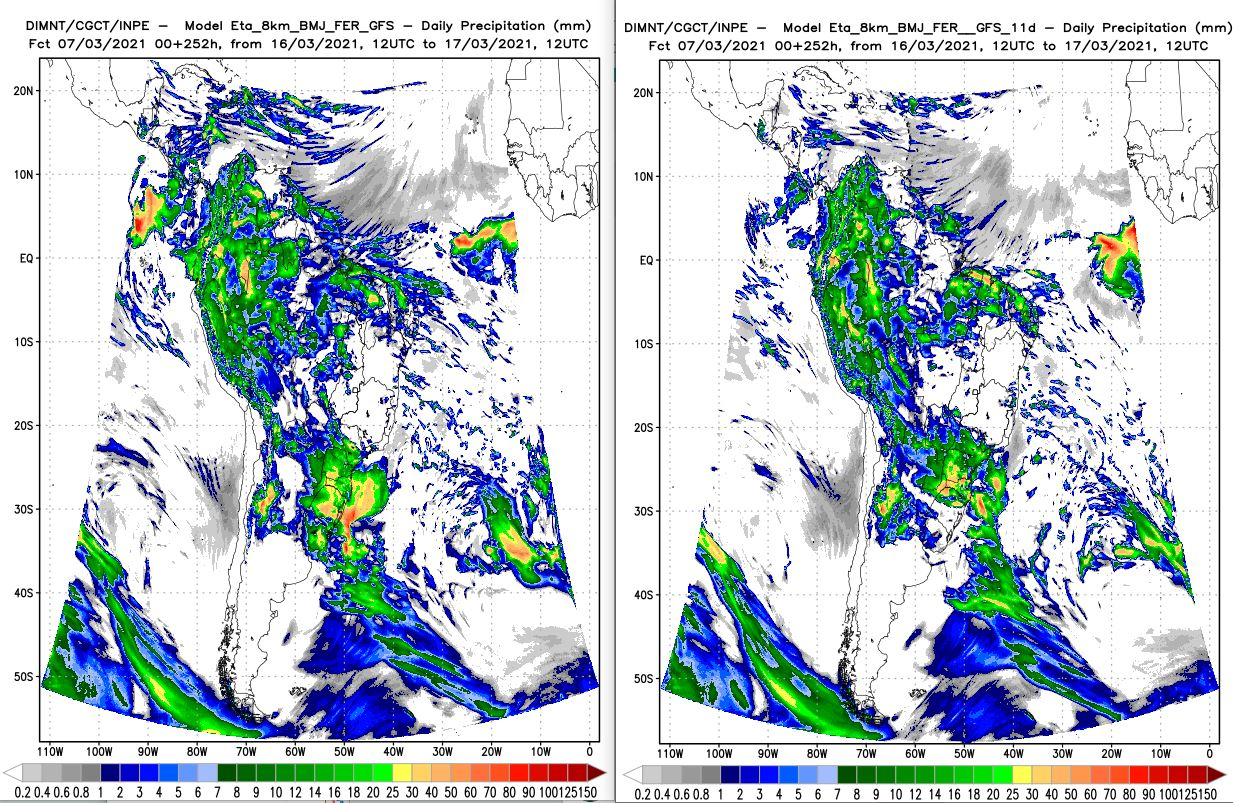 DIMNT/CGCT/INPE − Model Eta_8km_BMJ_FER_GFS − Daily Precipitation (mm)
Fct 07/03/2021 00+252h, from 16/03/2021, 12UTC to 17/03/2021, 12UTC
20N
10N
EQ
10S
20S
30S
40S
50S
110W 100W 90W 80W 70W 60W 50W 40W 30W 20W 10W 0
0.2 0.4 0.6 0.8 1 2 3 4 5 6 7 8 9 10 12 14 16 18 20 25 30 40 50 60 70 80 90 100 125 150
DIMNT/CGCT/INPE − Model Eta_8km_BMJ_FER__GFS_11d − Daily Precipitation (mm)
Fct 07/03/2021 00+252h, from 16/03/2021, 12UTC to 17/03/2021, 12UTC
20N
10N
EQ
10S
20S
30S
40S
50S
110W 100W 90W 80W 70W 60W 50W 40W 30W 20W 10W 0
0.2 0.4 0.6 0.8 1 2 3 4 5 6 7 8 9 10 12 14 16 18 20 25 30 40 50 60 70 80 90 100 125 150